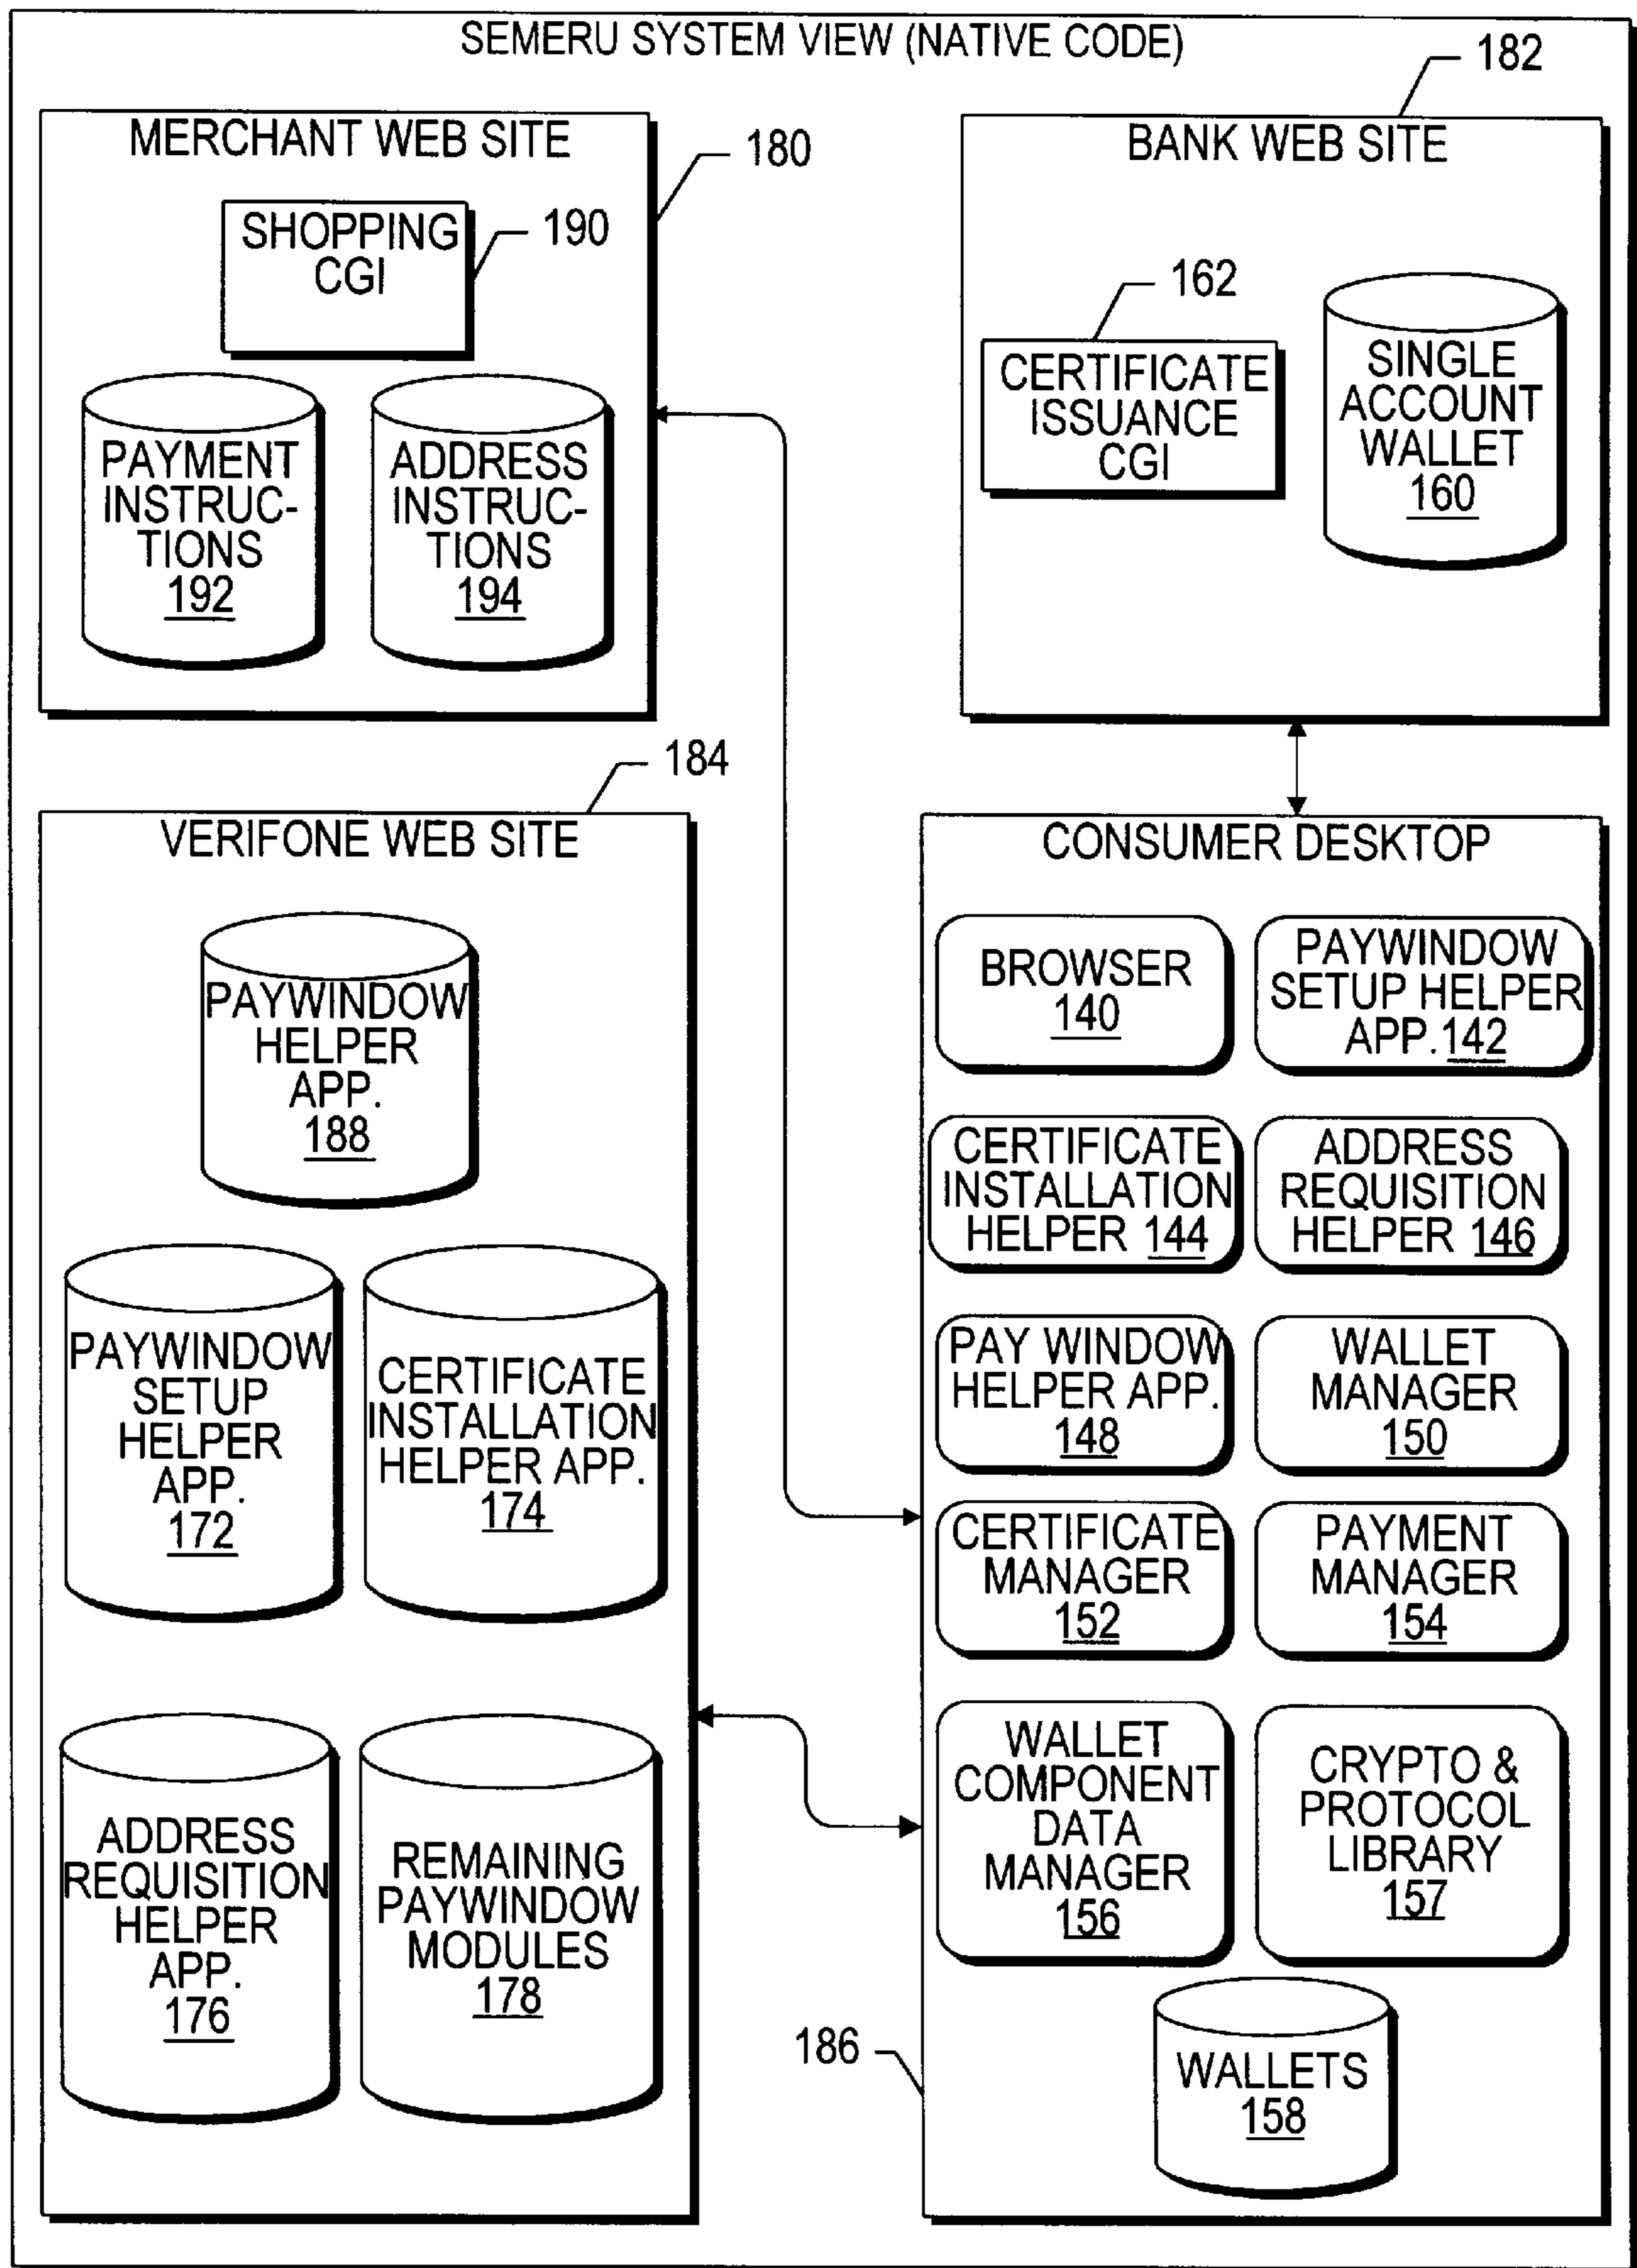 SEMERU SYSTEM VIEW (NATIVE CODE)
182
MERCHANT WEB SITE
180
SHOPPING
CGI
190
PAYMENT
INSTRUC-
TIONS
192
ADDRESS
INSTRUC-
TIONS
194
BANK WEB SITE
162
CERTIFICATE
ISSUANCE
CGI
SINGLE
ACCOUNT
WALLET
160
184
VERIFONE WEB SITE
PAYWINDOW
HELPER
APP.
188
PAYWINDOW
SETUP
HELPER
APP.
172
CERTIFICATE
INSTALLATION
HELPER APP.
174
ADDRESS
REQUISITION
HELPER
APP.
176
REMAINING
PAYWINDOW
MODULES
178
CONSUMER DESKTOP
BROWSER
140
PAYWINDOW
SETUP HELPER
APP. 142
CERTIFICATE
INSTALLATION
HELPER 144
ADDRESS
REQUISITION
HELPER 146
PAY WINDOW
HELPER APP.
148
WALLET
MANAGER
150
CERTIFICATE
MANAGER
152
PAYMENT
MANAGER
154
WALLET
COMPONENT
DATA
MANAGER
156
CRYPTO &
PROTOCOL
LIBRARY
157
186
WALLETS
158